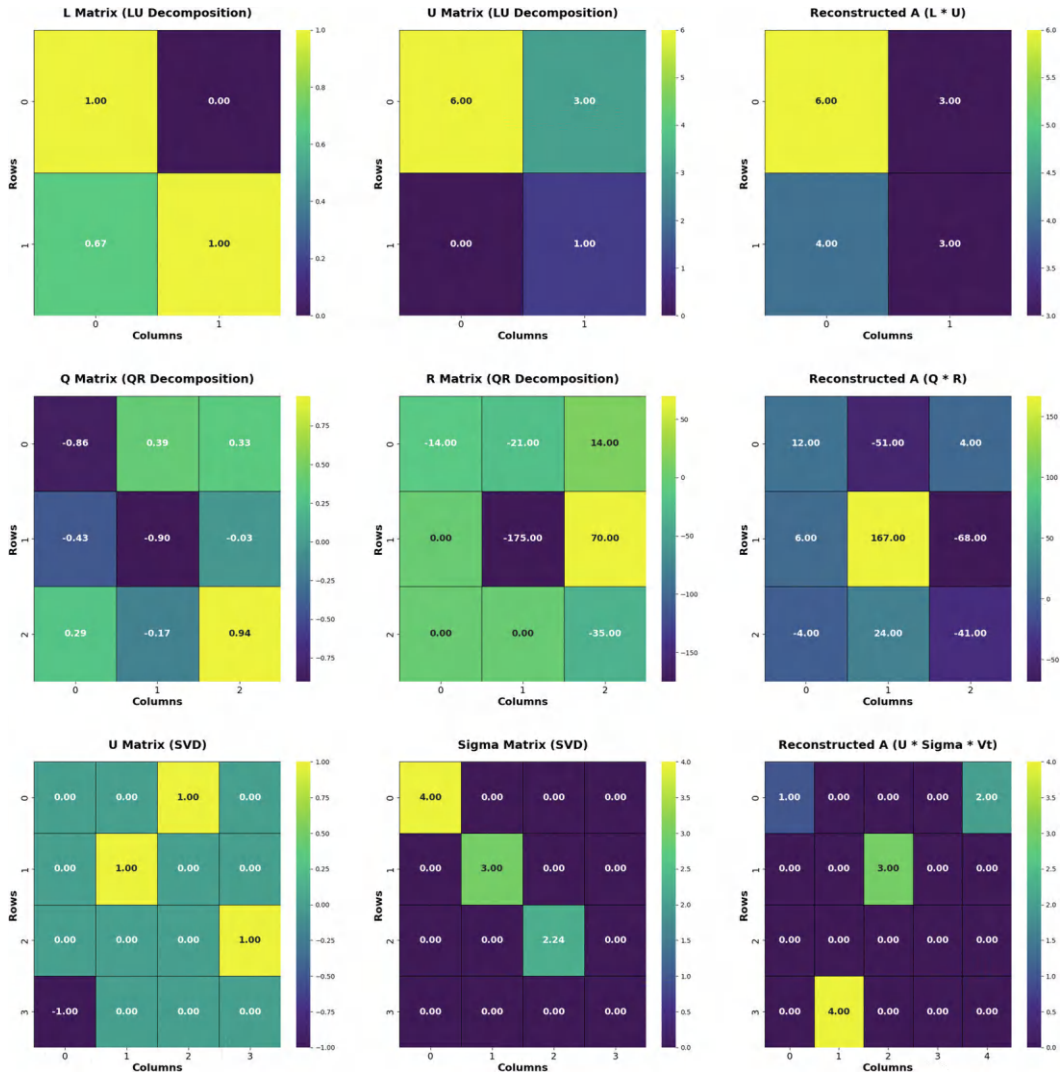 L Matrix (LU Decomposition)
U Matrix (LU Decomposition)
Reconstructed A (L * U)
1.0
6
6.0
0
1.00
0.00
0
6.00
3.00
0
6.00
3.00
5.5
0.8
5
5.0
0.6
4
Rows
Rows
Rows
4.5
3
0.4
4.0
1
0.67
1.00
2
1
0.00
1.00
1
4.00
3.00
0.2
1
3.5
0.0
0
3.0
0 1
0 1
0 1
Columns
Columns
Columns
Q Matrix (QR Decomposition)
R Matrix (QR Decomposition)
Reconstructed A (Q * R)
0
-0.86 0.39 0.33
0.75
0.50
0.25
0.00
-0.25
-0.50
-0.75
0
-14.00 -21.00 14.00
50
0
-50
-100
-150
0
12.00 -51.00 4.00
150
100
50
0
-50
Rows
1
-0.43 -0.90 -0.03
Rows
1
0.00 -175.00 70.00
Rows
1
6.00 167.00 -68.00
2
0.29 -0.17 0.94
2
0.00 0.00 -35.00
2
-4.00 24.00 -41.00
0 1 2
0 1 2
0 1 2
Columns
Columns
Columns
U Matrix (SVD)
Sigma Matrix (SVD)
Reconstructed A (U * Sigma * Vt)
0
0.00 0.00 1.00 0.00
1.00
0.75
0.50
0.25
0.00
-0.25
-0.50
-0.75
-1.00
0
4.00 0.00 0.00 0.00
4.0
3.5
3.0
2.5
2.0
1.5
1.0
0.5
0.0
0
1.00 0.00 0.00 0.00 2.00
4.0
3.5
3.0
2.5
2.0
1.5
1.0
0.5
0.0
1
0.00 1.00 0.00 0.00
1
0.00 3.00 0.00 0.00
1
0.00 0.00 3.00 0.00 0.00
Rows
Rows
Rows
2
0.00 0.00 0.00 1.00
2
0.00 0.00 2.24 0.00
2
0.00 0.00 0.00 0.00 0.00
3
-1.00 0.00 0.00 0.00
3
0.00 0.00 0.00 0.00
3
0.00 4.00 0.00 0.00 0.00
0 1 2 3
0 1 2 3
0 1 2 3 4
Columns
Columns
Columns